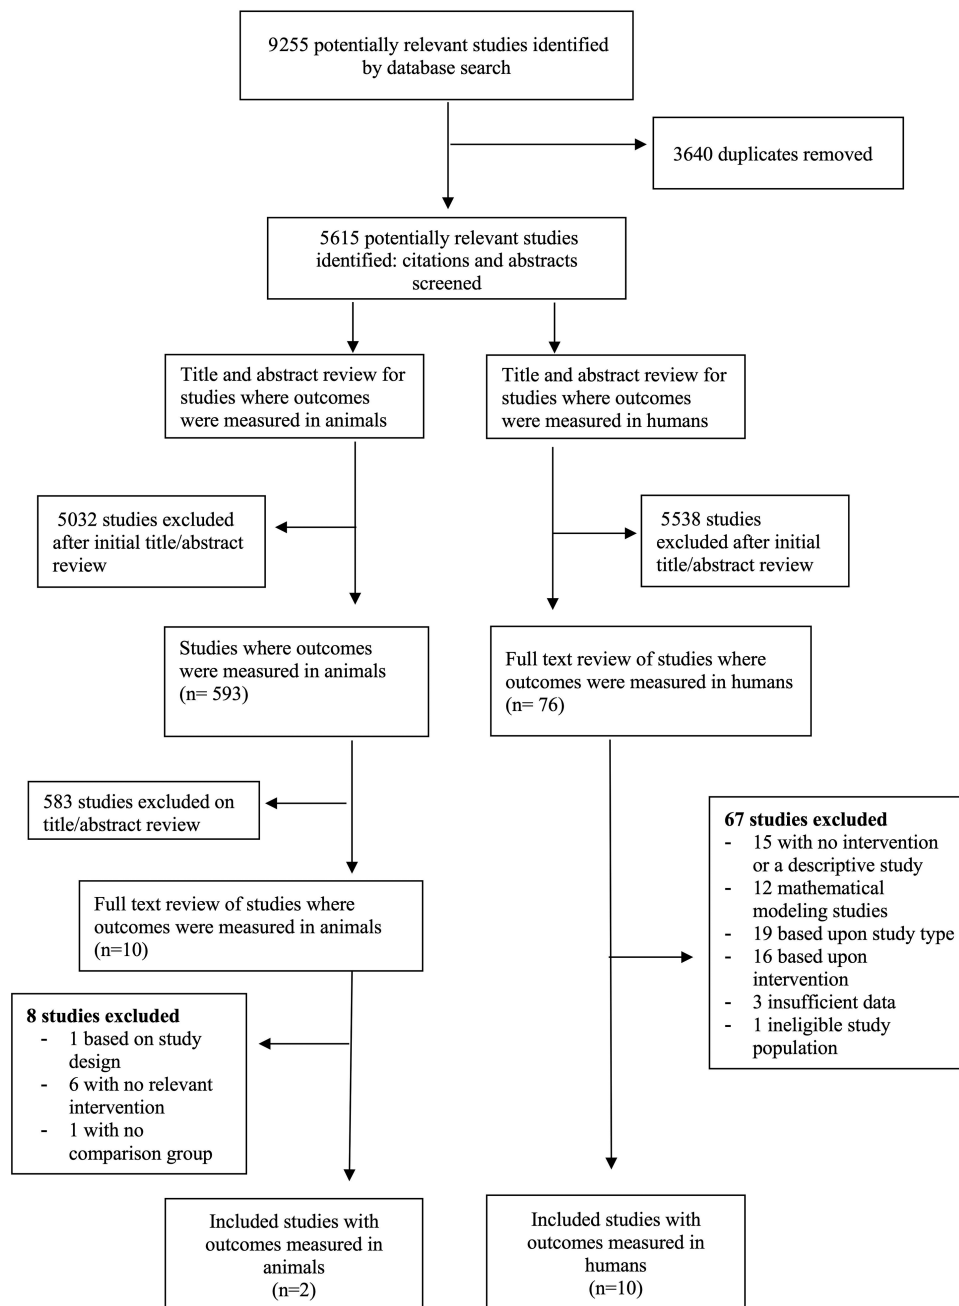 9255 potentially relevant studies identified
by database search
3640 duplicates removed
5615 potentially relevant studies
identified: citations and abstracts
screened
Title and abstract review for
studies where outcomes
were measured in animals
Title and abstract review for
studies where outcomes
were measured in humans
5032 studies excluded
after initial title/abstract
review
5538 studies
excluded after initial
title/abstract review
Studies where outcomes
were measured in animals
(n= 593)
Full text review of studies where
outcomes were measured in humans
(n= 76)
583 studies excluded on
title/abstract review
67 studies excluded
- 15 with no intervention
or a descriptive study
- 12 mathematical
modeling studies
- 19 based upon study type
- 16 based upon
intervention
- 3 insufficient data
- 1 ineligible study
population
Full text review of studies where
outcomes were measured in animals
(n=10)
8 studies excluded
- 1 based on study
design
- 6 with no relevant
intervention
- 1 with no
comparison group
Included studies with
outcomes measured in
animals
(n=2)
Included studies with
outcomes measured in
humans
(n=10)